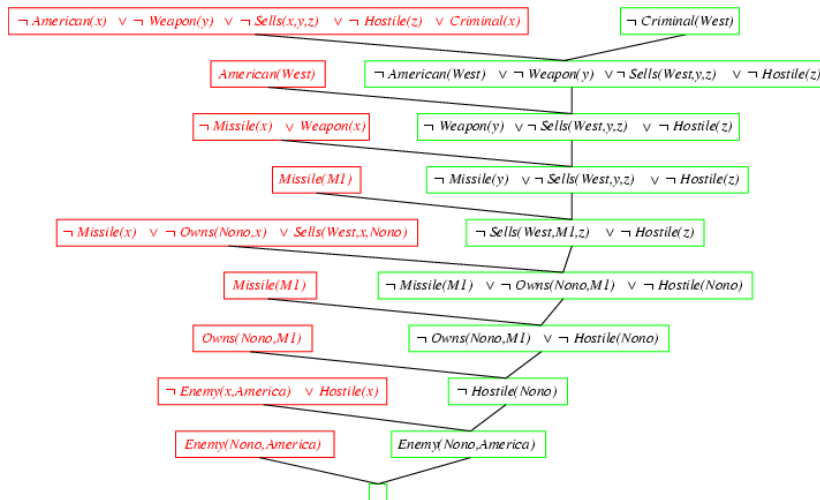 ¬ American(x) ∨ ¬ Weapon(y) ∨ ¬ Sells(x,y,z) ∨ ¬ Hostile(z) ∨ Criminal(x)
¬ Criminal(West)
American(West)
¬ American(West) ∨ ¬ Weapon(y) ∨ ¬ Sells(West,y,z) ∨ ¬ Hostile(z)
¬ Missile(x) ∨ Weapon(x)
¬ Weapon(y) ∨ ¬ Sells(West,y,z) ∨ ¬ Hostile(z)
Missile(M1)
¬ Missile(y) ∨ ¬ Sells(West,y,z) ∨ ¬ Hostile(z)
¬ Missile(x) ∨ ¬ Owns(Nono,x) ∨ Sells(West,x,Nono)
¬ Sells(West,M1,z) ∨ ¬ Hostile(z)
Missile(M1)
¬ Missile(M1) ∨ ¬ Owns(Nono,M1) ∨ ¬ Hostile(Nono)
Owns(Nono,M1)
¬ Owns(Nono,M1) ∨ ¬ Hostile(Nono)
¬ Enemy(x,America) ∨ Hostile(x)
¬ Hostile(Nono)
Enemy(Nono,America)
Enemy(Nono,America)